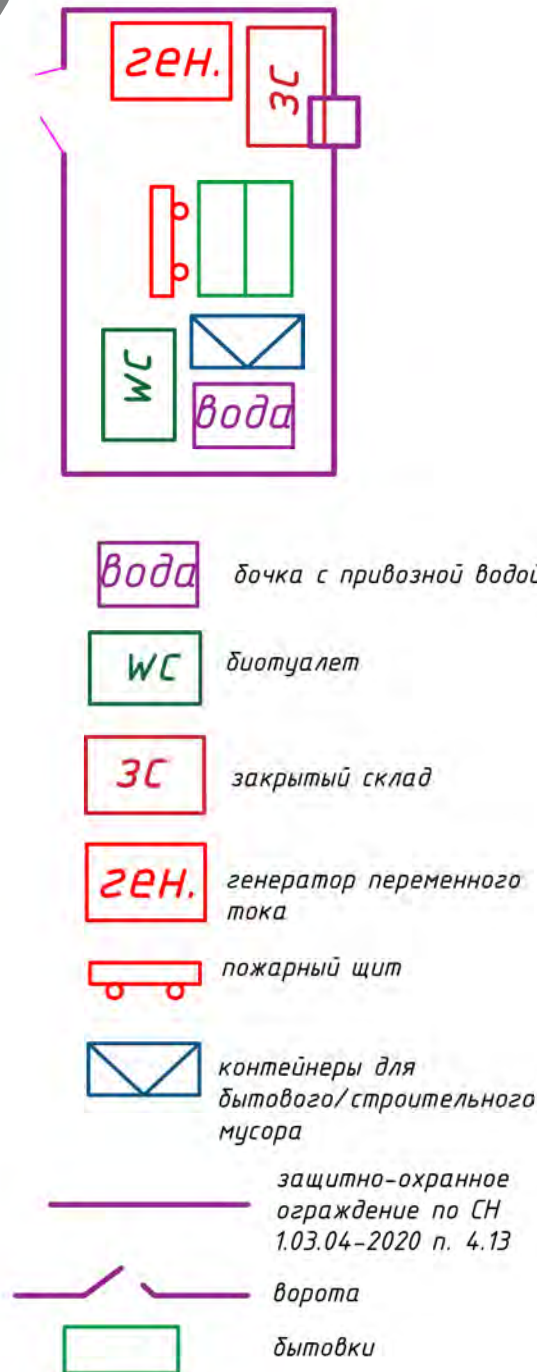 ген.
ЗС
WC
вода
вода
бочка с привозной водой
WC
биотуалет
ЗС
закрытый склад
ген.
генератор переменного
тока
пожарный щит
контейнеры для
бытового/строительного
мусора
защитно-охранное
ограждение по СН
1.03.04-2020 п. 4.13
ворота
бытовки